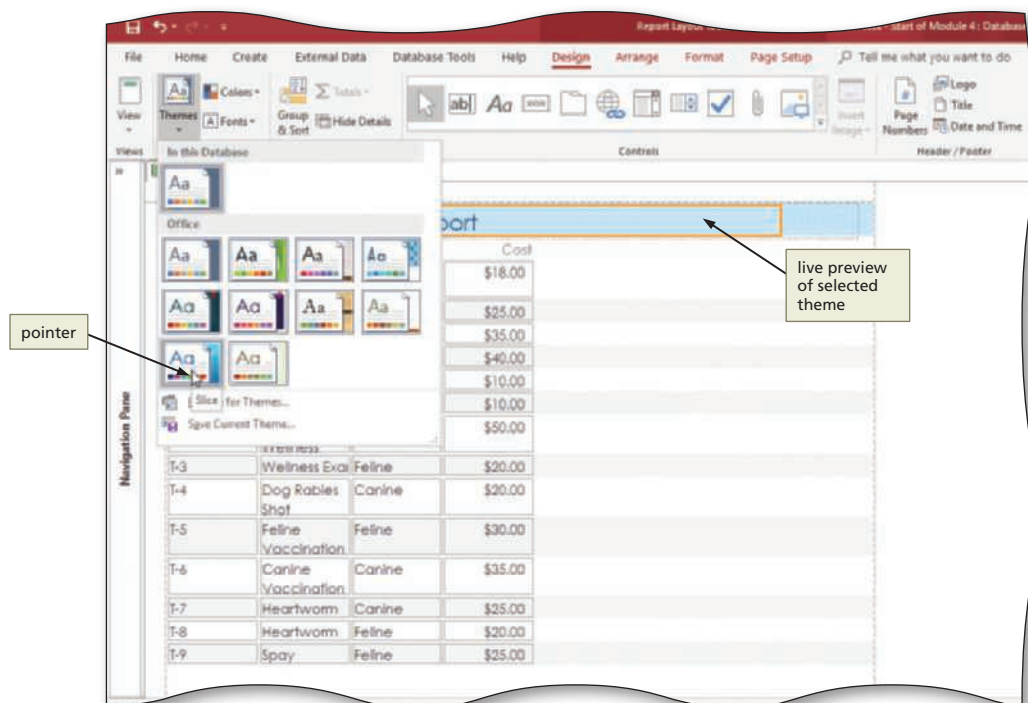 Report Layout
- Start of Module 4 : Database
File Home Create External Data Database Tools Help Design Arrange Format Page Setup Tell me what you want to do
View
Themes
Colors
Fonts
Group & Sort
Totals
Hide Details
ab| Aa xxxx
Insert Image
Page Numbers
Logo
Title
Date and Time
Views
Controls
Header / Footer
In this Database
Aa
Office
Aa Aa Aa Aa
Aa Aa Aa Aa
Aa Aa
Slice
for Themes...
Save Current Theme...
pointer
live preview
of selected
theme
Navigation Pane
port
Cost
$18.00
$25.00
$35.00
$40.00
$10.00
$10.00
$50.00
T-3 Wellness Exa Feline $20.00
T-4 Dog Rabies Canine $20.00
Shot
T-5 Feline Feline $30.00
Vaccination
T-6 Canine Canine $35.00
Vaccination
T-7 Heartworm Canine $25.00
T-8 Heartworm Feline $20.00
T-9 Spay Feline $25.00